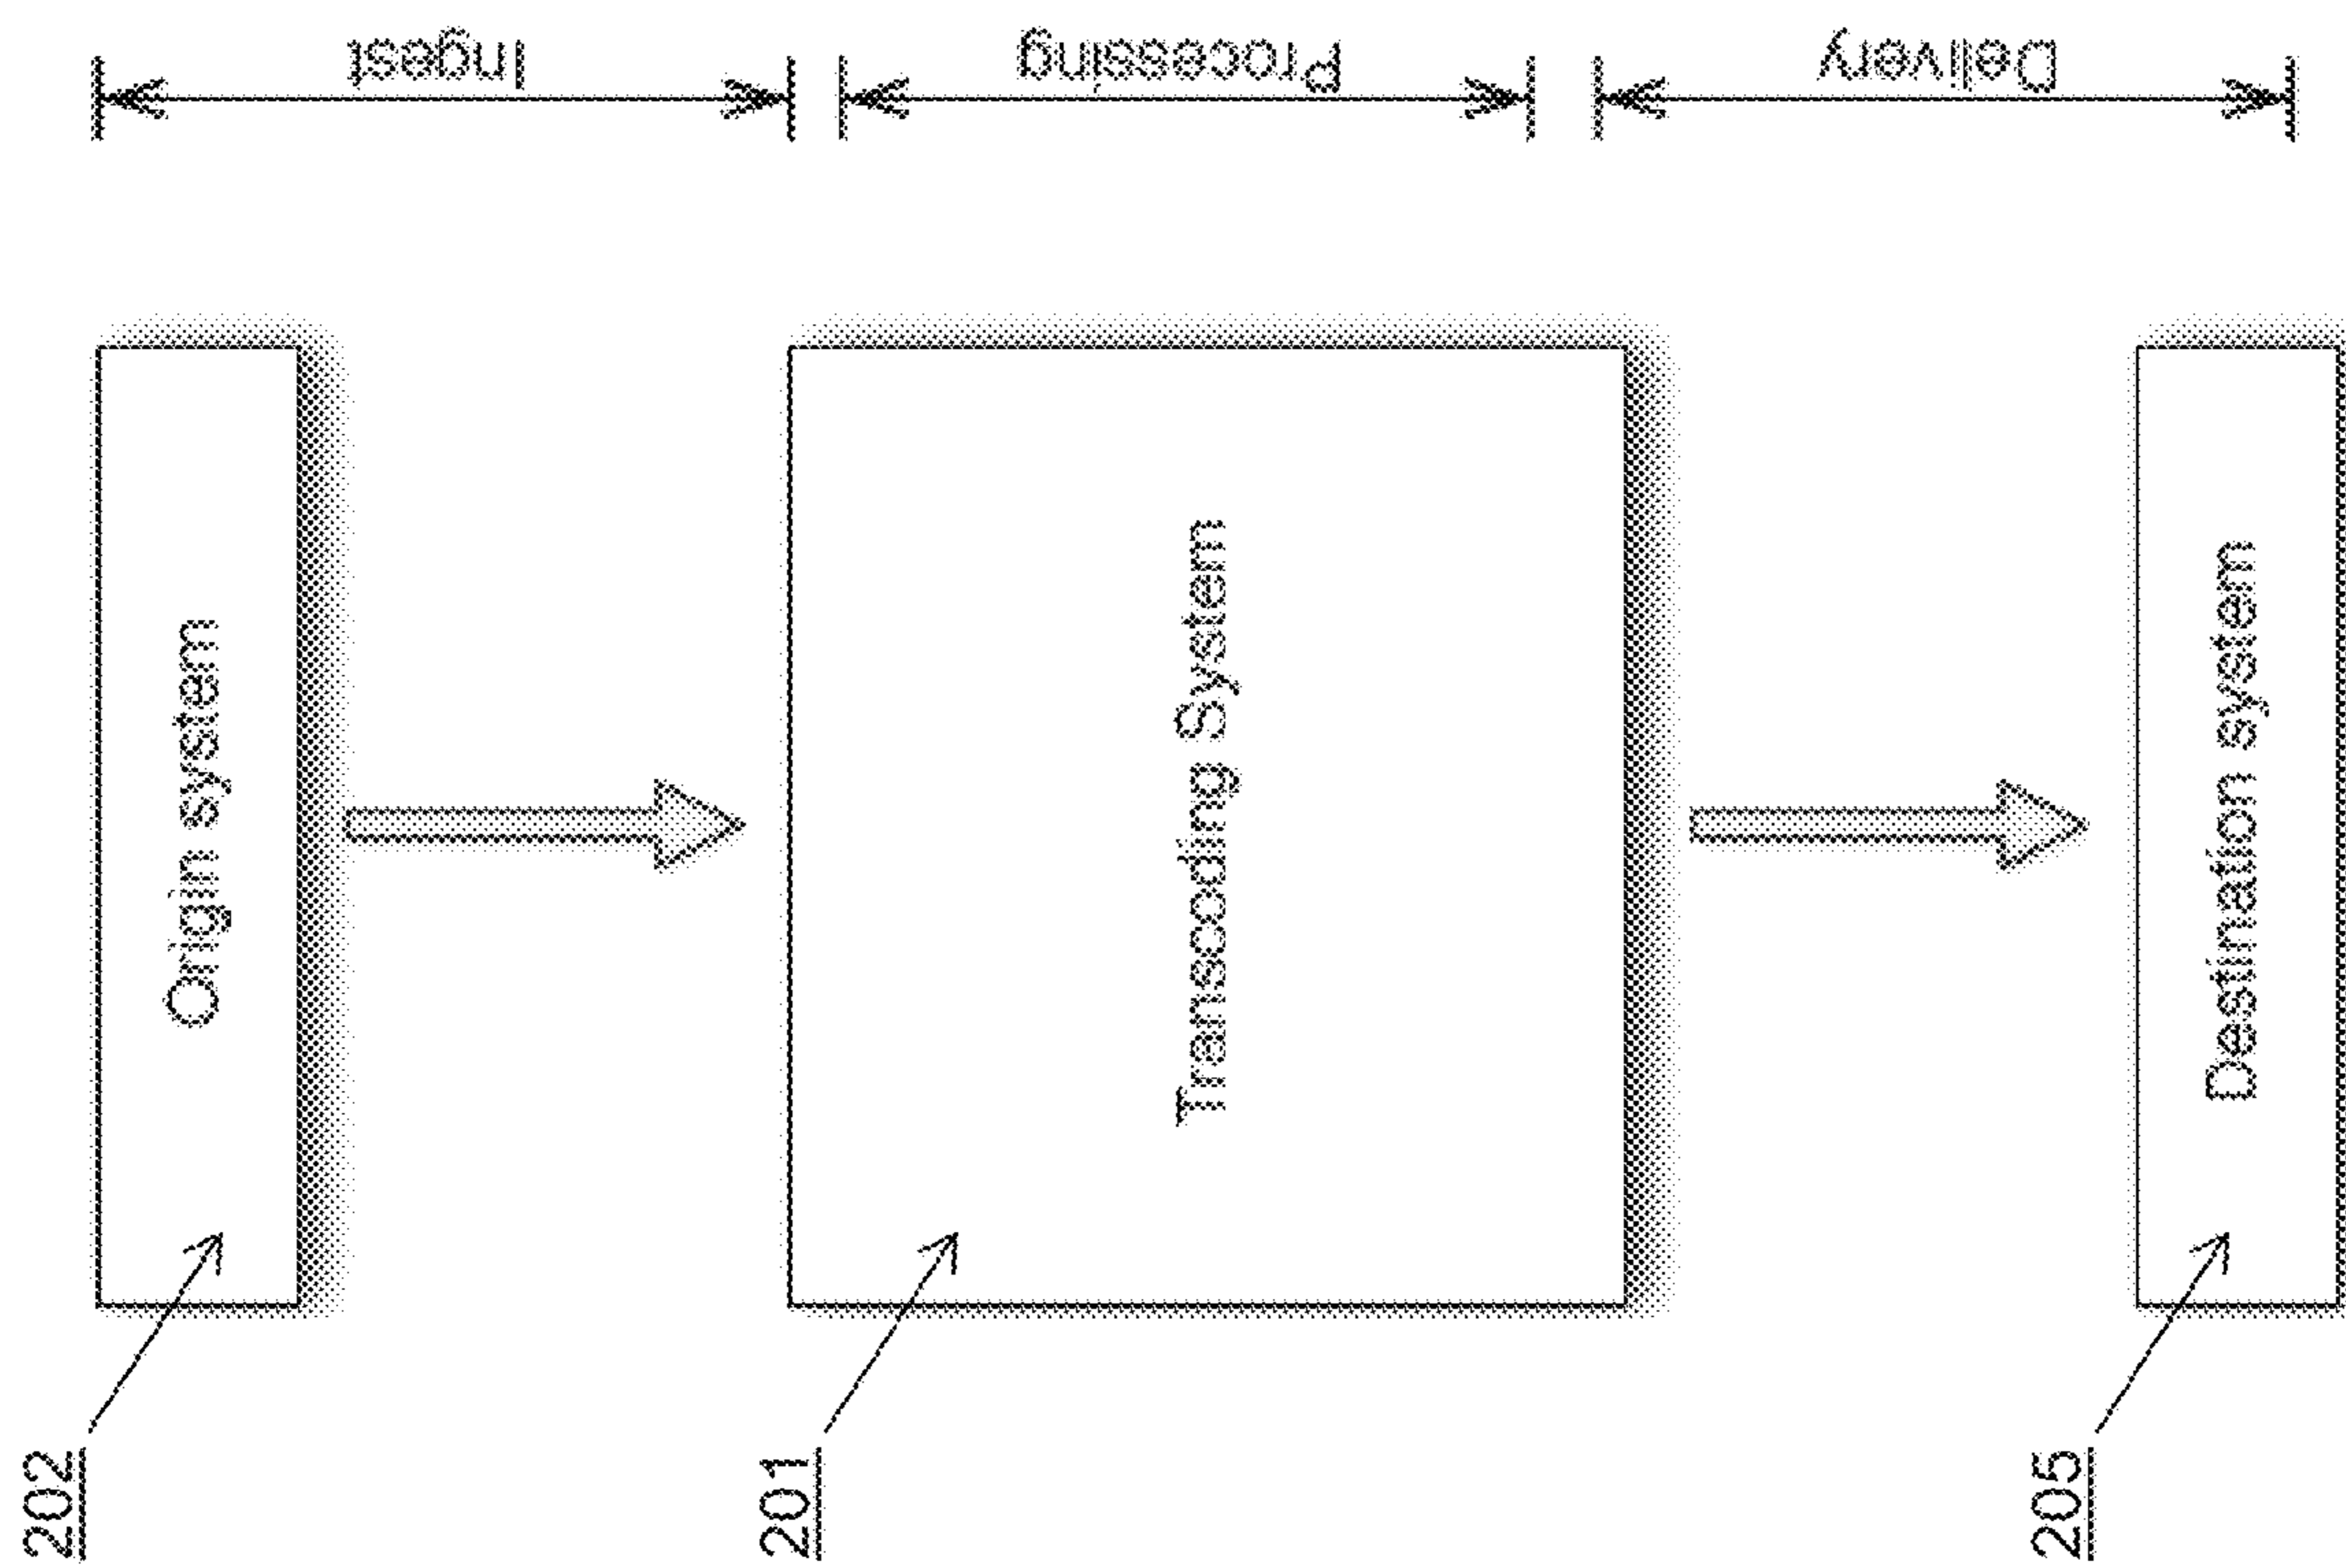 202
Origin system
Ingest
201
Transcoding System
Processing
205
Destination system
Delivery